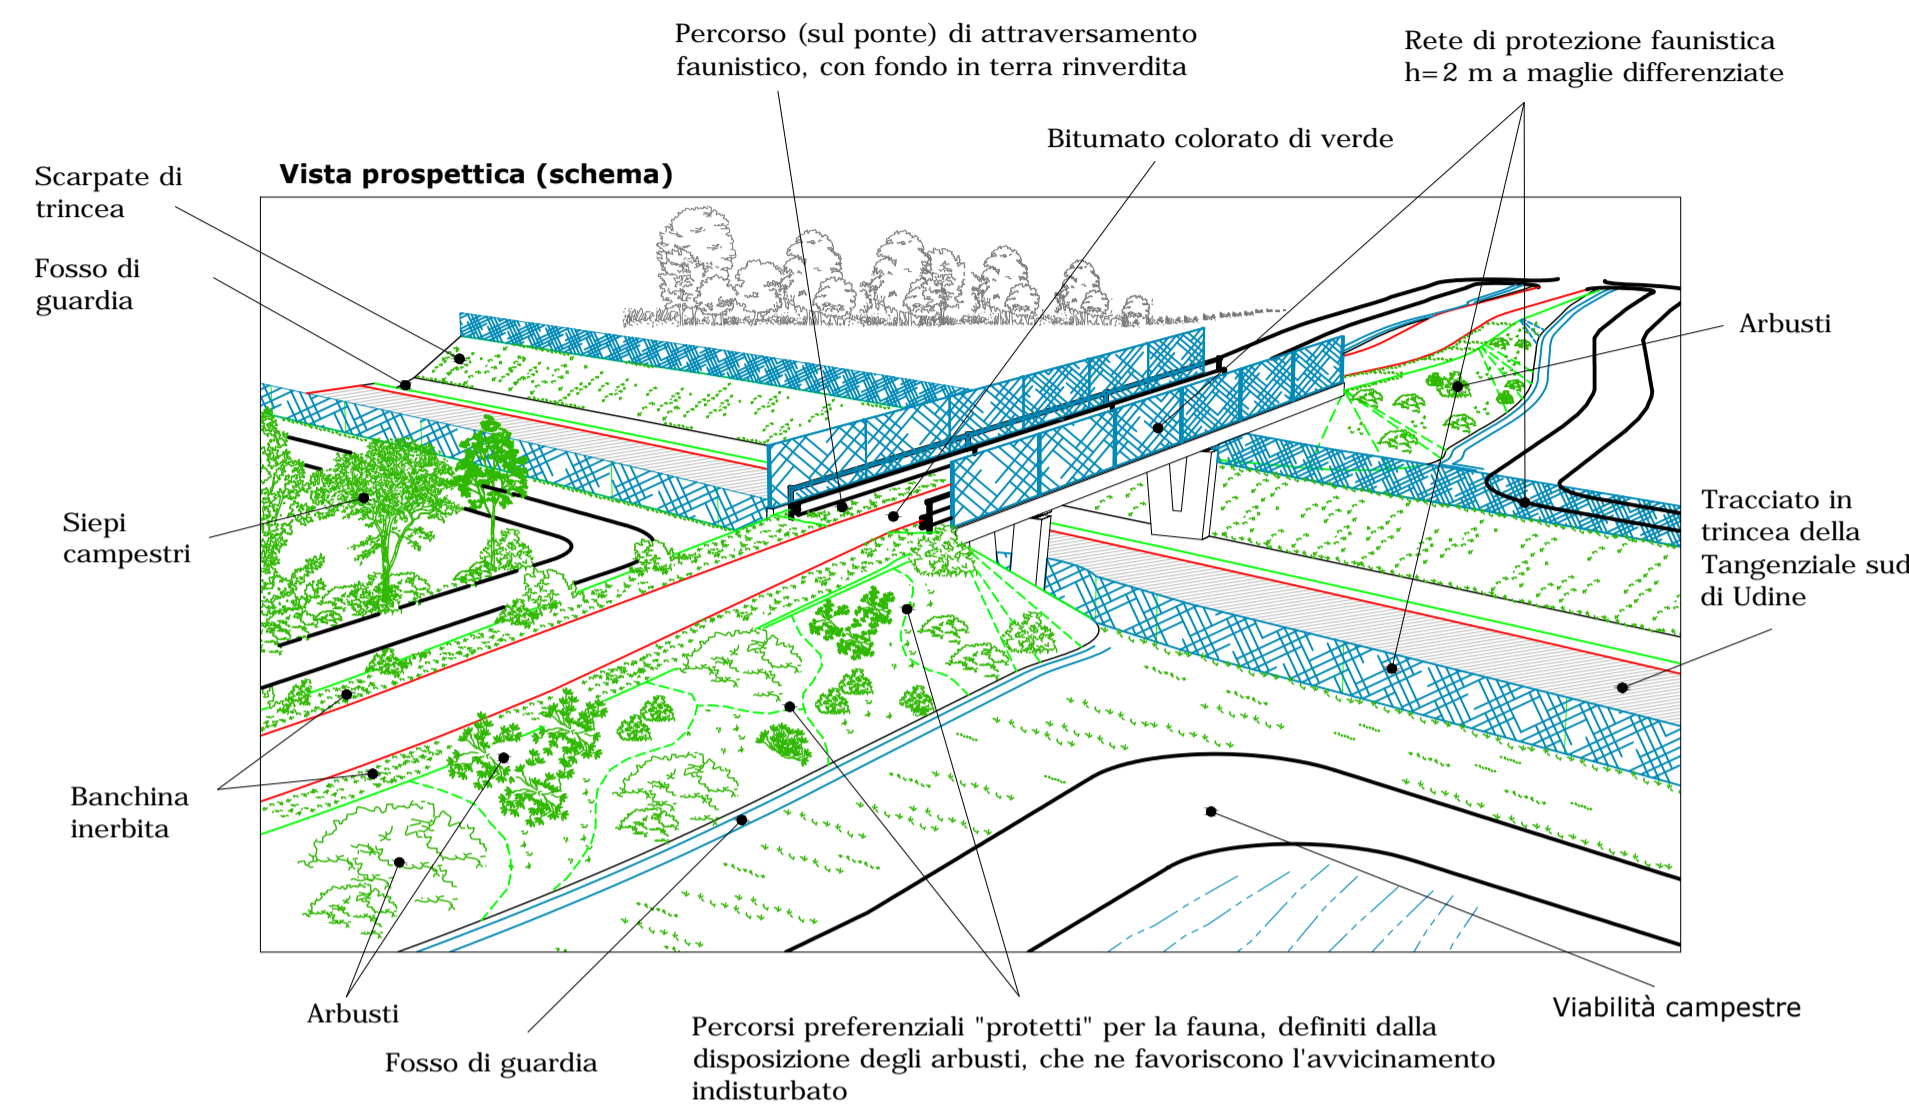 Percorso (sul ponte) di attraversamento
faunistico, con fondo in terra rinverdita
Rete di protezione faunistica
h=2 m a maglie differenziate
Bitumato colorato di verde
Vista prospettica (schema)
Scarpate di
trincea
Fosso di
guardia
Arbusti
Siepi
campestri
Tracciato in
trincea della
Tangenziale sud
di Udine
Banchina
inerbita
Arbusti
Fosso di guardia
Percorsi preferenziali "protetti" per la fauna, definiti dalla
disposizione degli arbusti, che ne favoriscono l'avvicinamento
indisturbato
Viabilità campestre